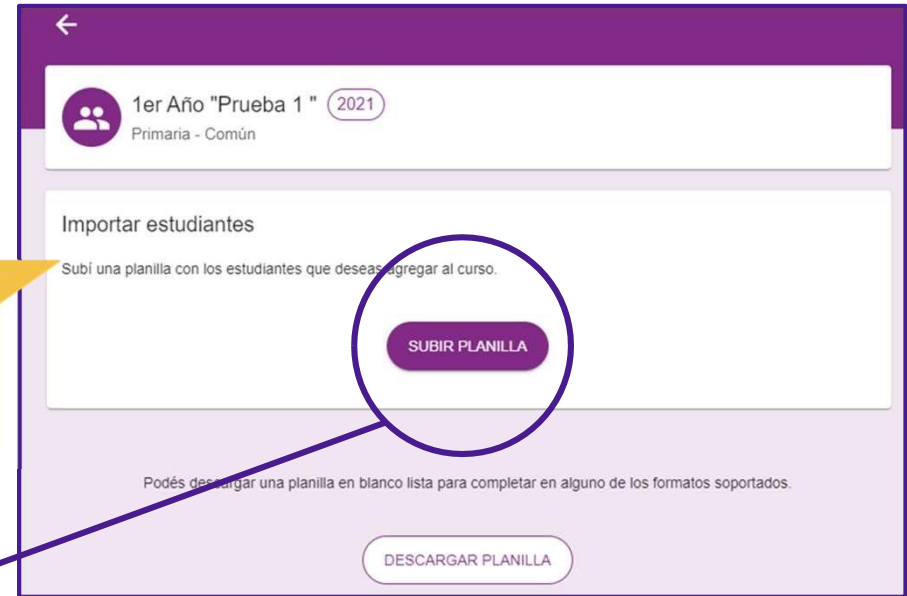 1er Año "Prueba 1 " 2021
Primaria - Común
Importar estudiantes
Subí una planilla con los estudiantes que deseas agregar al curso.
SUBIR PLANILLA
Podés descargar una planilla en blanco lista para completar en alguno de los formatos soportados.
DESCARGAR PLANILLA